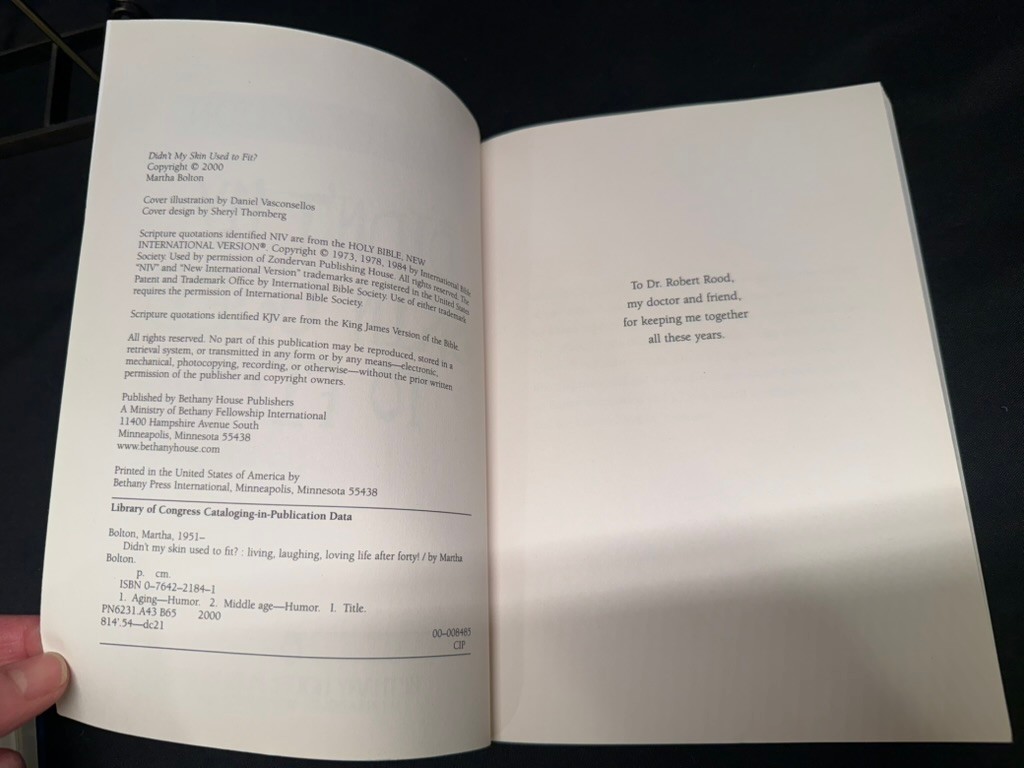 Didn't My Skin Used to Fit?
Copyright © 2000
Martha Bolton
Cover illustration by Daniel Vasconsellos
Cover design by Sheryl Thornberg
Scripture quotations identified NIV are from the HOLY BIBLE, NEW
INTERNATIONAL VERSION®. Copyright © 1973, 1978, 1984 by International Bible
Society. Used by permission of Zondervan Publishing House. All rights reserved. The
"NIV" and "New International Version" trademarks are registered in the United States
Patent and Trademark Office by International Bible Society. Use of either trademark
requires the permission of International Bible Society.
Scripture quotations identified KJV are from the King James Version of the Bible.
All rights reserved. No part of this publication may be reproduced, stored in a
retrieval system, or transmitted in any form or by any means—electronic,
mechanical, photocopying, recording, or otherwise—without the prior written
permission of the publisher and copyright owners.
Published by Bethany House Publishers
A Ministry of Bethany Fellowship International
11400 Hampshire Avenue South
Minneapolis, Minnesota 55438
www.bethanyhouse.com
Printed in the United States of America by
Bethany Press International, Minneapolis, Minnesota 55438
Library of Congress Cataloging-in-Publication Data
Bolton, Martha, 1951–
Didn't my skin used to fit? : living, laughing, loving life after forty! / by Martha
Bolton.
p. cm.
ISBN 0–7642–2184–1
1. Aging—Humor. 2. Middle age—Humor. I. Title.
PN6231.A43 B65 2000
814'.54—dc21
00–008485
CIP
To Dr. Robert Rood,
my doctor and friend,
for keeping me together
all these years.